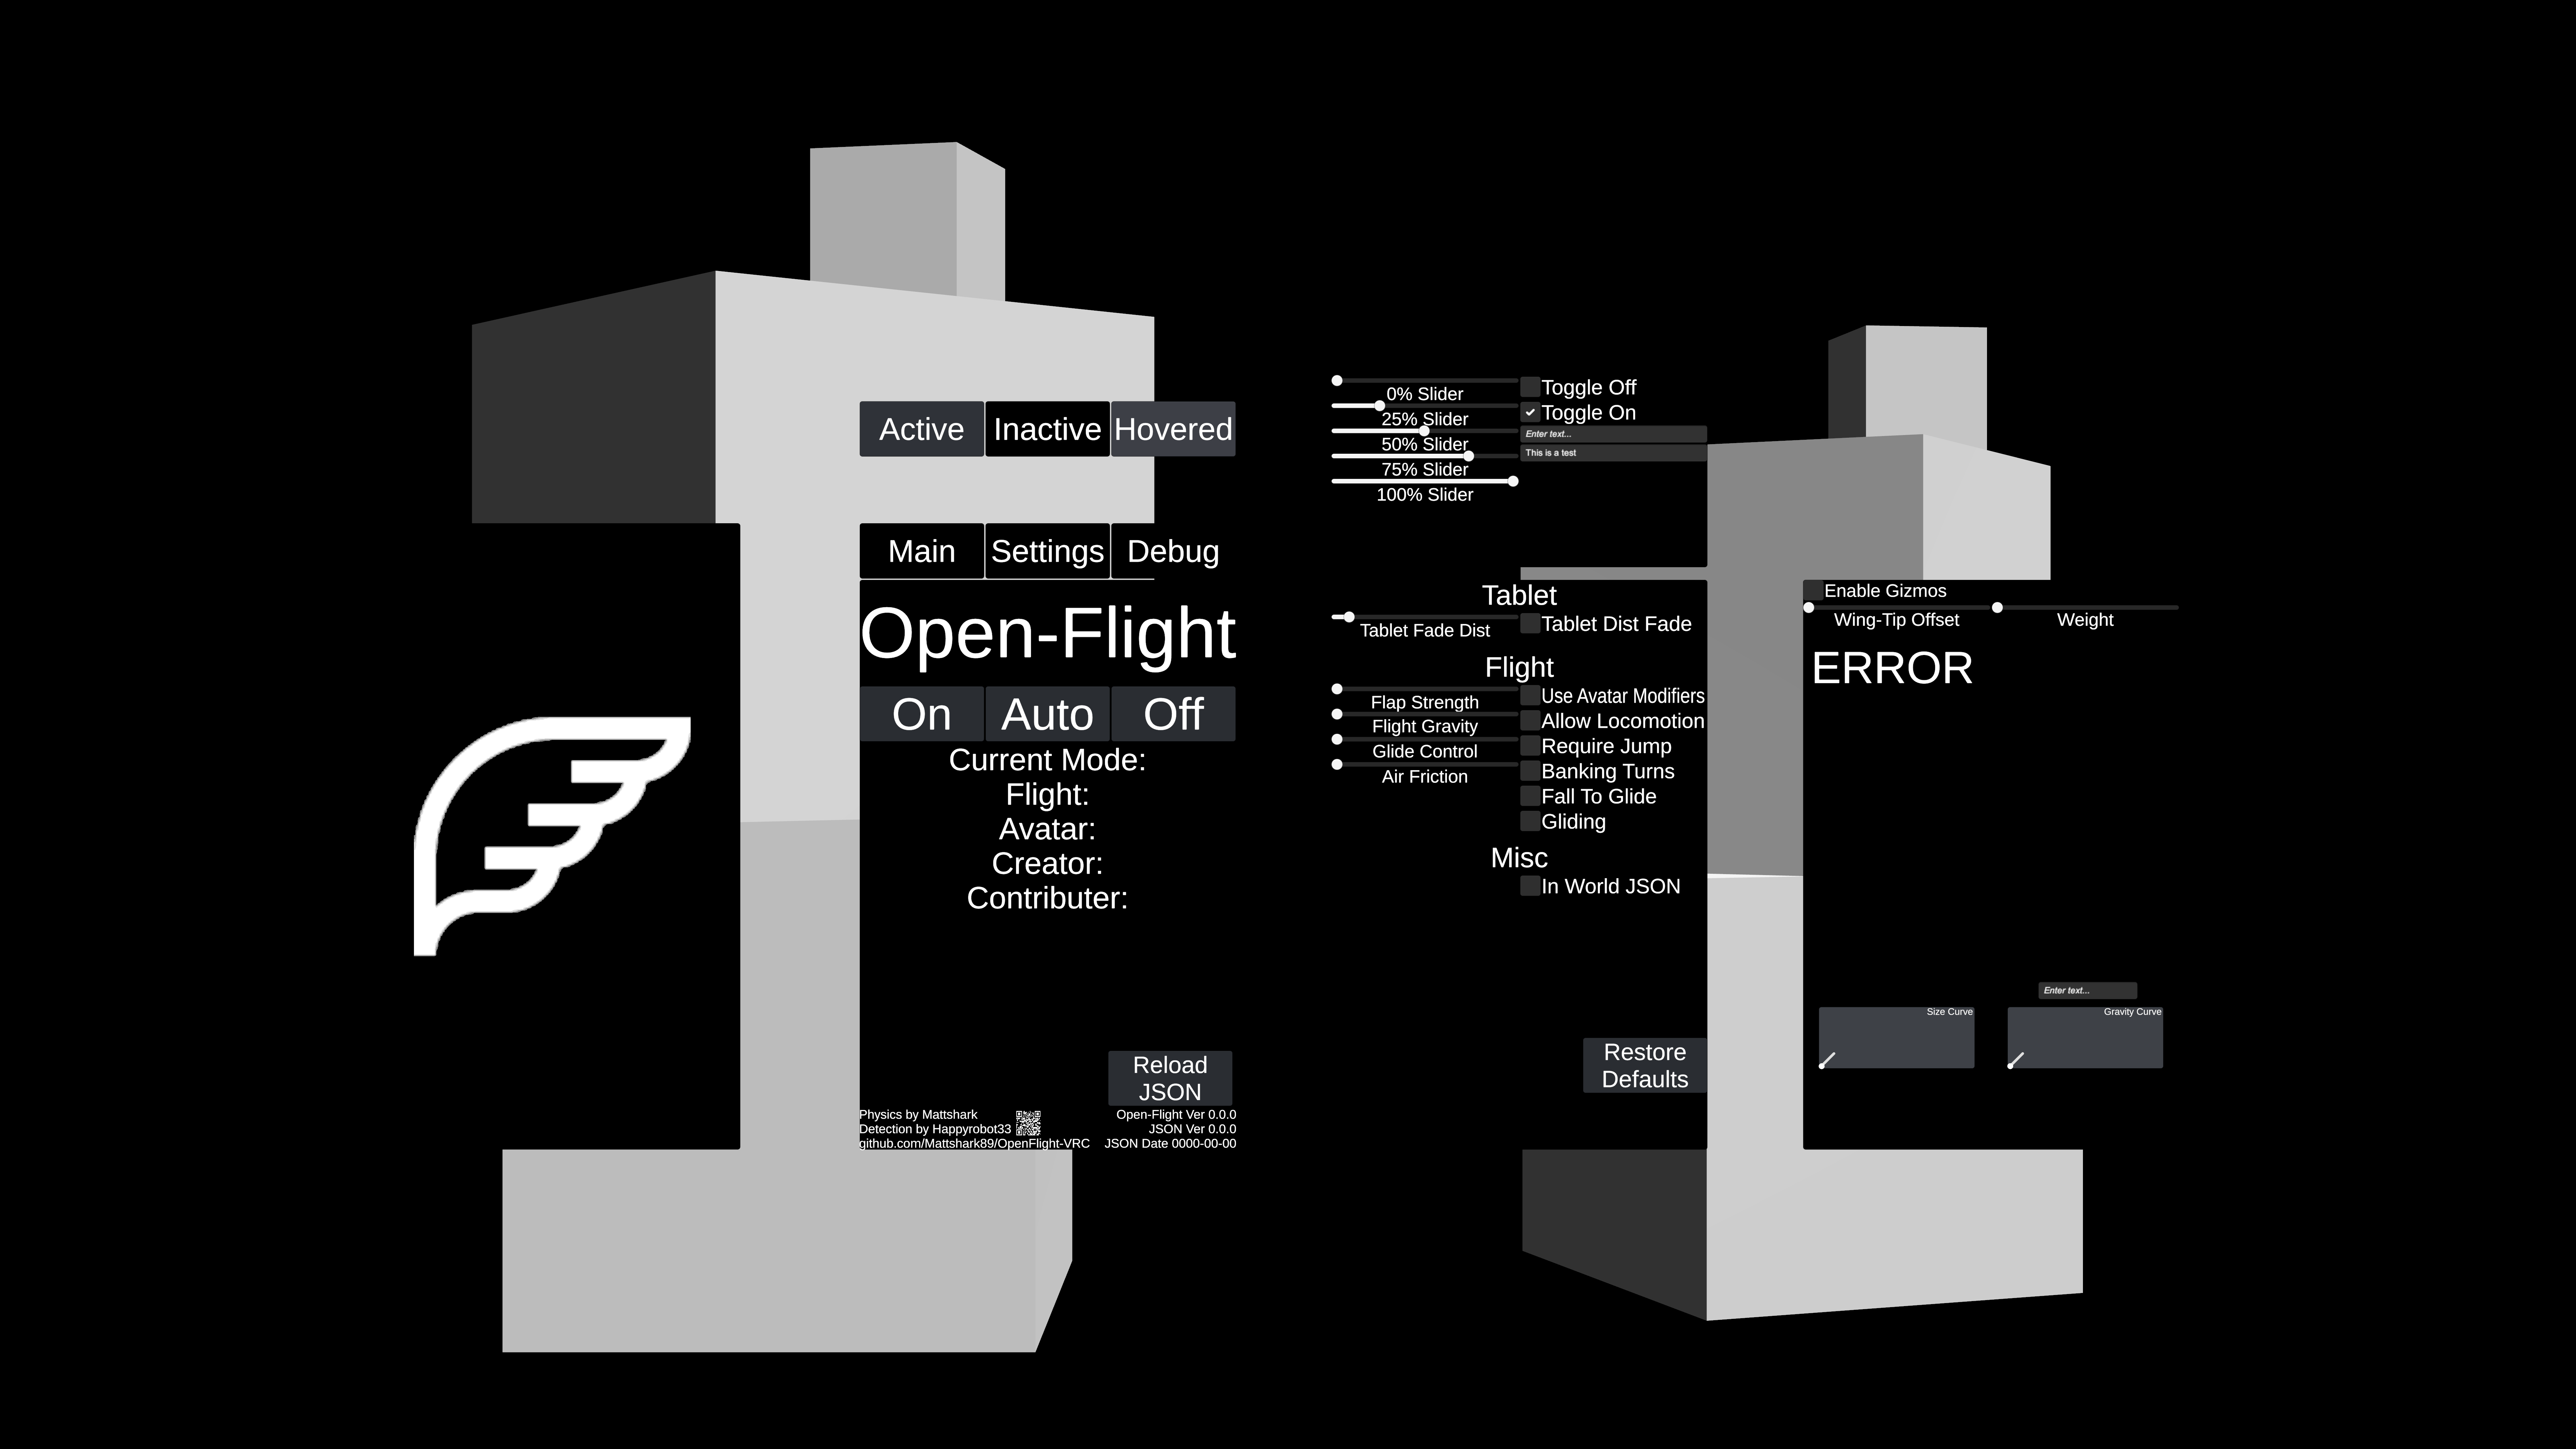 Active
Inactive
Hovered
Main
Settings
Debug
Open-Flight
On
Auto
Off
Current Mode:
Flight:
Avatar:
Creator:
Contributer:
Reload
JSON
Physics by Mattshark
Detection by Happyrobot33
github.com/Mattshark89/OpenFlight-VRC
Open-Flight Ver 0.0.0
JSON Ver 0.0.0
JSON Date 0000-00-00
0% Slider
25% Slider
50% Slider
75% Slider
100% Slider
Toggle Off
Toggle On
Enter text...
This is a test
Tablet
Tablet Fade Dist
Tablet Dist Fade
Flight
Flap Strength
Flight Gravity
Glide Control
Air Friction
Use Avatar Modifiers
Allow Locomotion
Require Jump
Banking Turns
Fall To Glide
Gliding
Misc
In World JSON
Restore
Defaults
Enable Gizmos
Wing-Tip Offset
Weight
ERROR
Enter text...
Size Curve
Gravity Curve